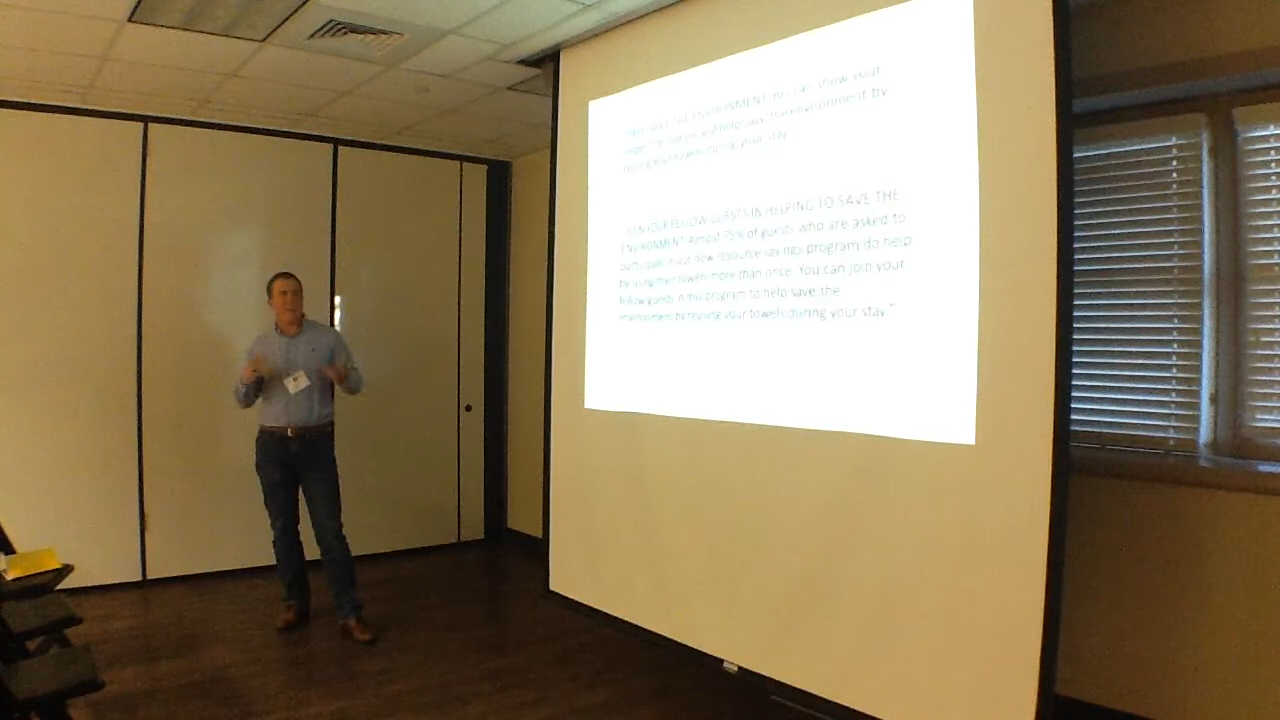 HELP SAVE THE ENVIRONMENT. You can show your
respect for nature and help save the environment by
reusing your towels during your stay.
"JOIN YOUR FELLOW GUESTS IN HELPING TO SAVE THE
ENVIRONMENT. Almost 75% of guests who are asked to
participate in our new resource savings program do help
by using their towels more than once. You can join your
fellow guests in this program to help save the
environment by reusing your towels during your stay."